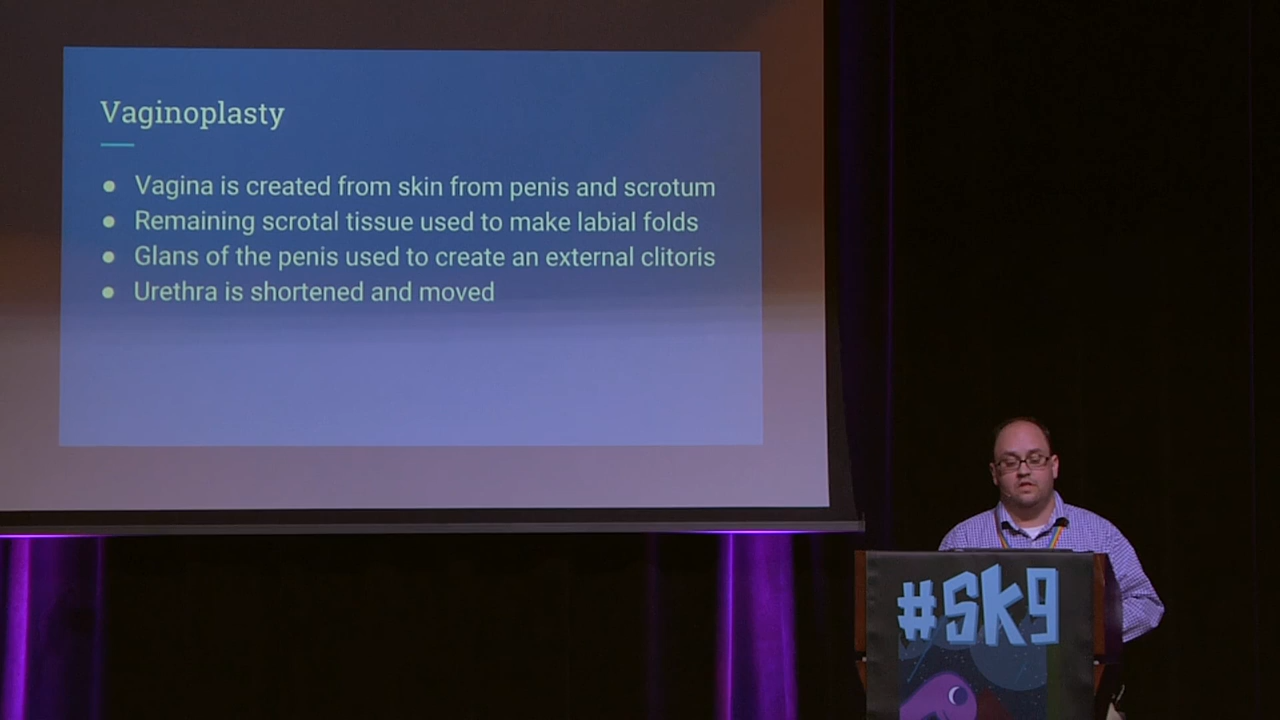 Vaginoplasty
● Vagina is created from skin from penis and scrotum
● Remaining scrotal tissue used to make labial folds
● Glans of the penis used to create an external clitoris
● Urethra is shortened and moved
#SK9